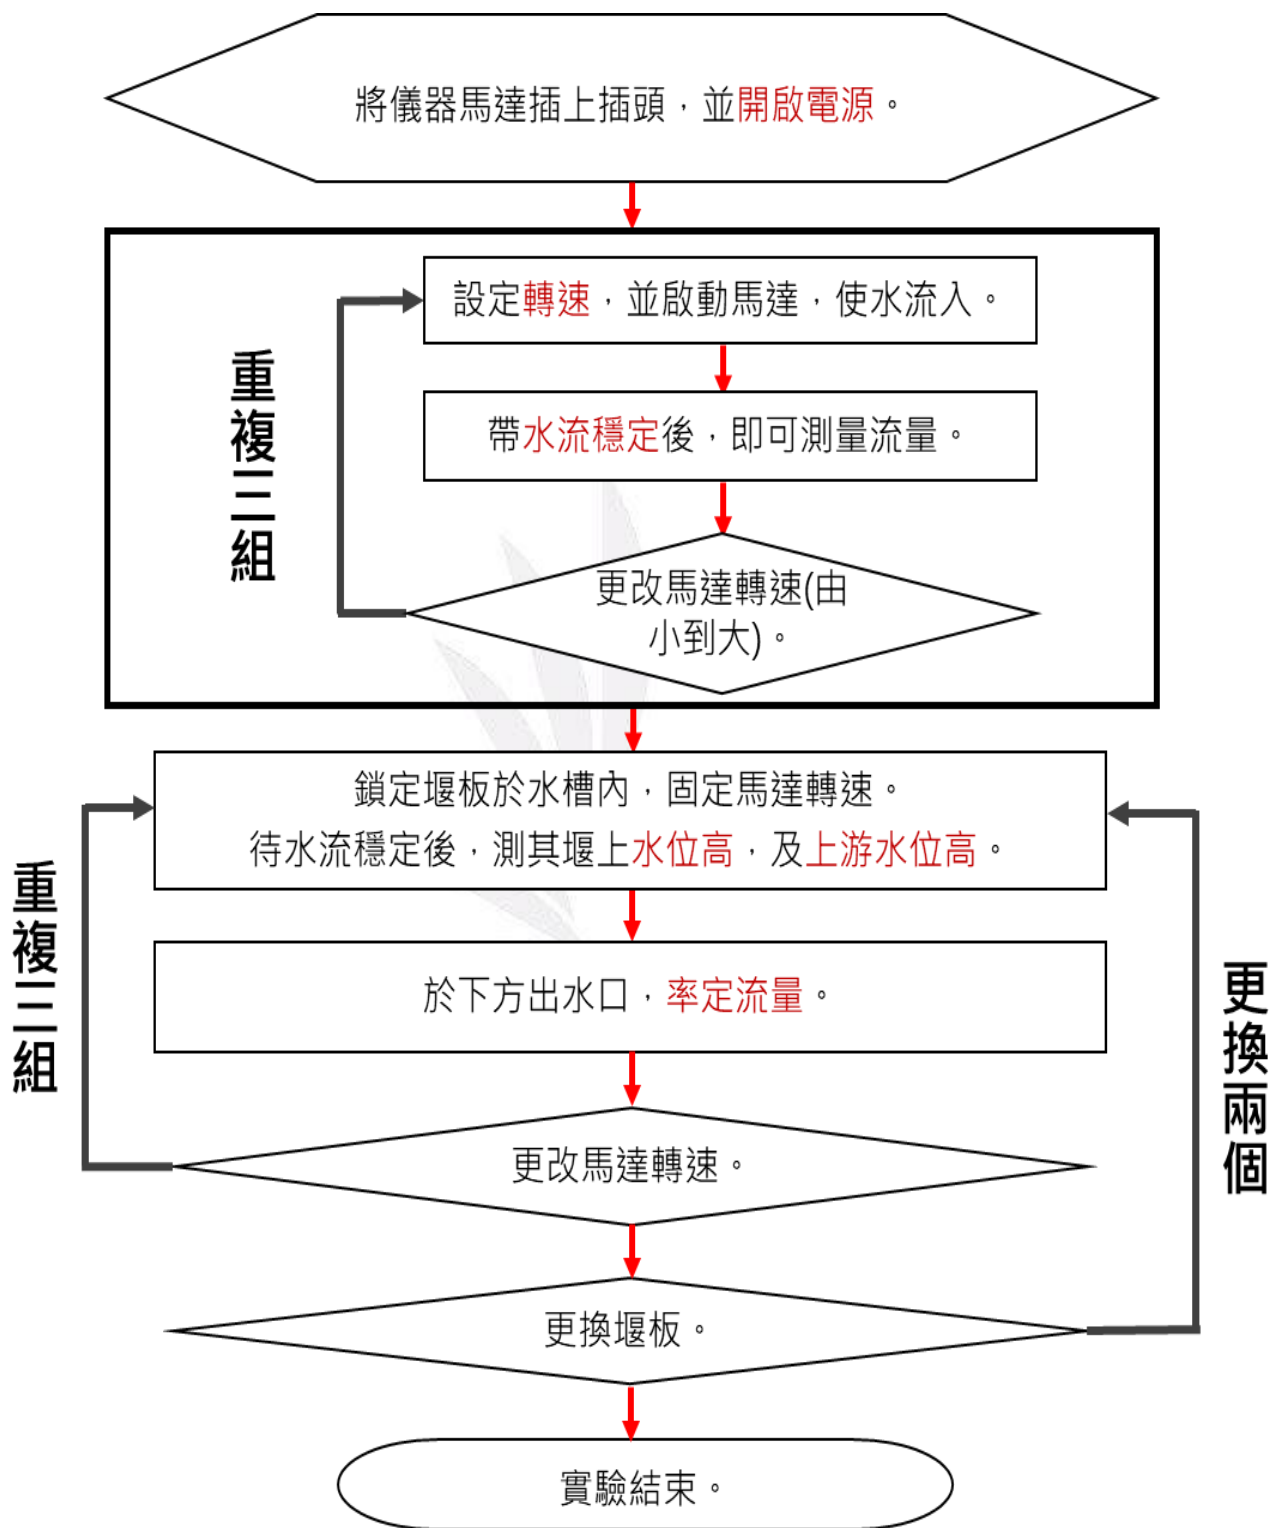 將儀器馬達插上插頭，並開啟電源。
設定轉速，並啟動馬達，使水流入。
重複三組
帶水流穩定後，即可測量流量。
更改馬達轉速(由
小到大)。
鎖定堰板於水槽內，固定馬達轉速。
待水流穩定後，測其堰上水位高，及上游水位高。
重複三組
於下方出水口，率定流量。
更換兩個
更改馬達轉速。
更換堰板。
實驗結束。